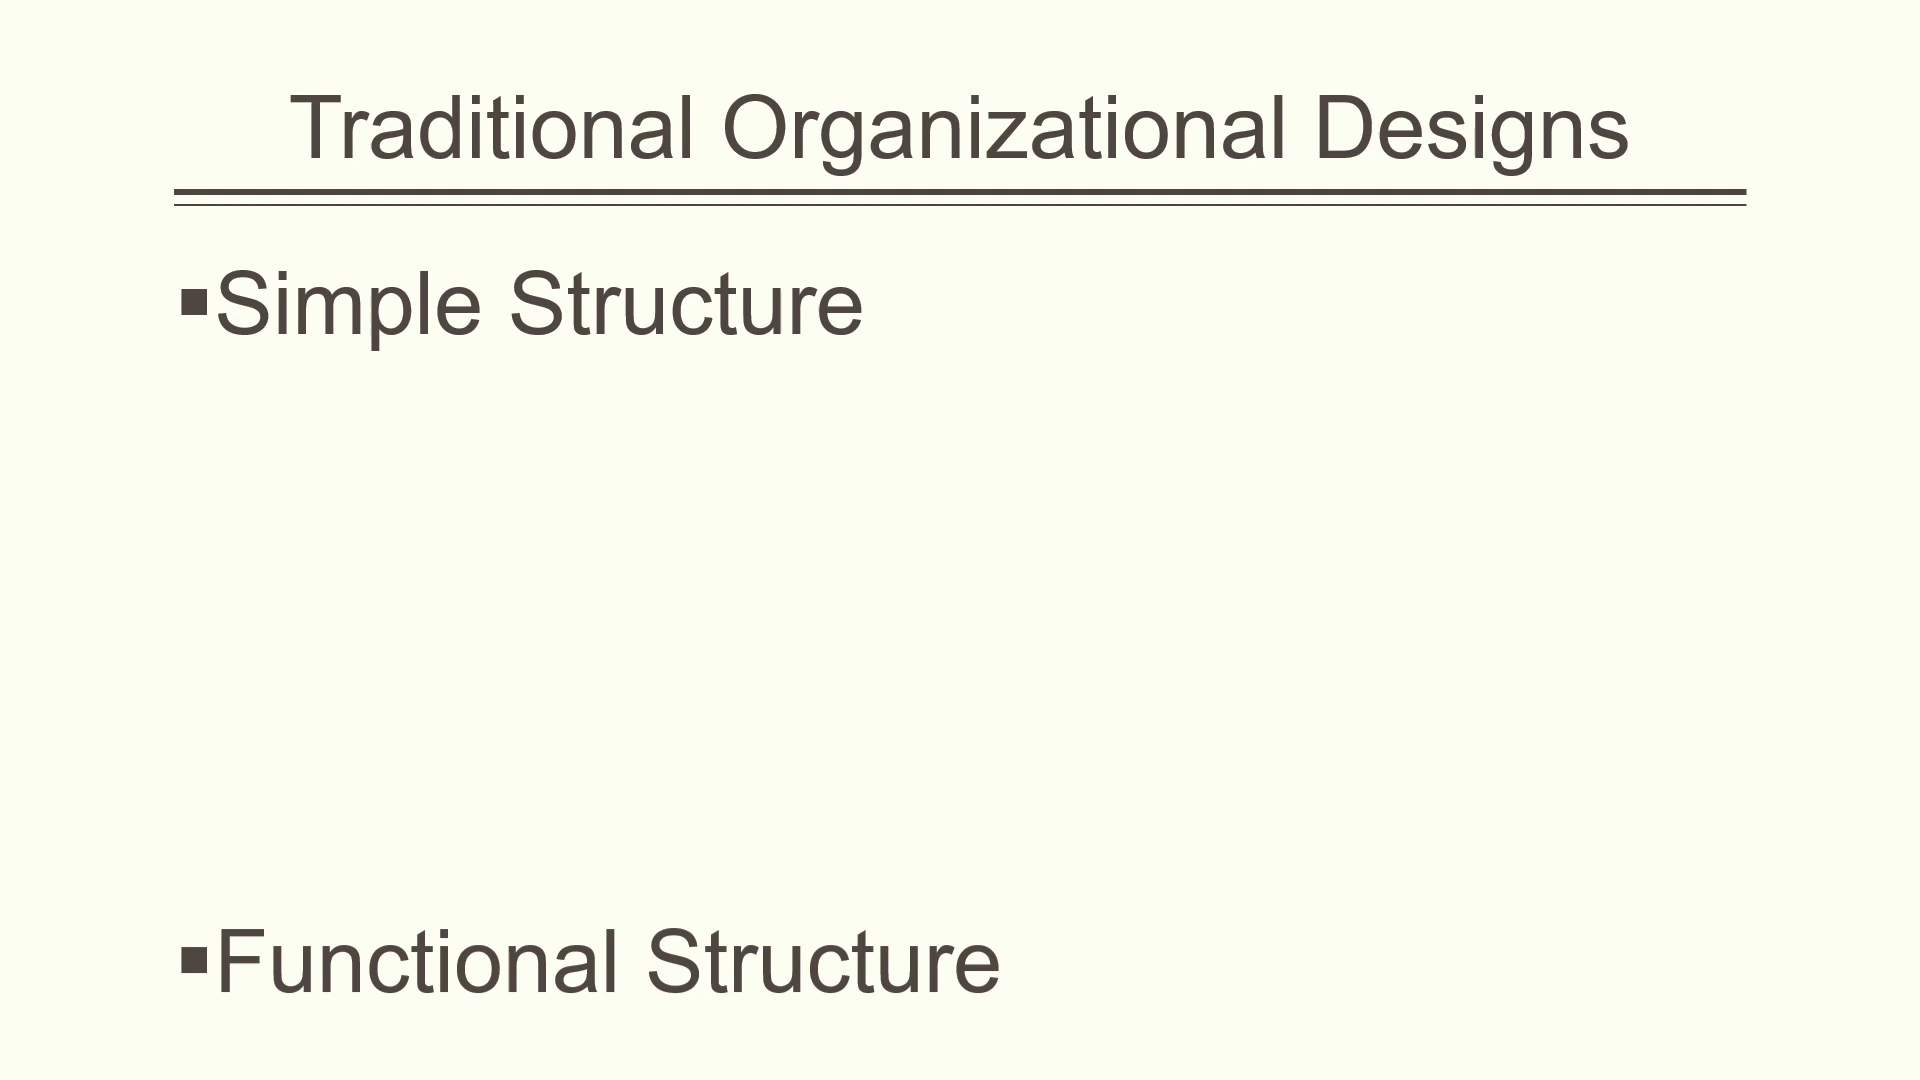 Traditional Organizational Designs
▪Simple Structure
▪Functional Structure